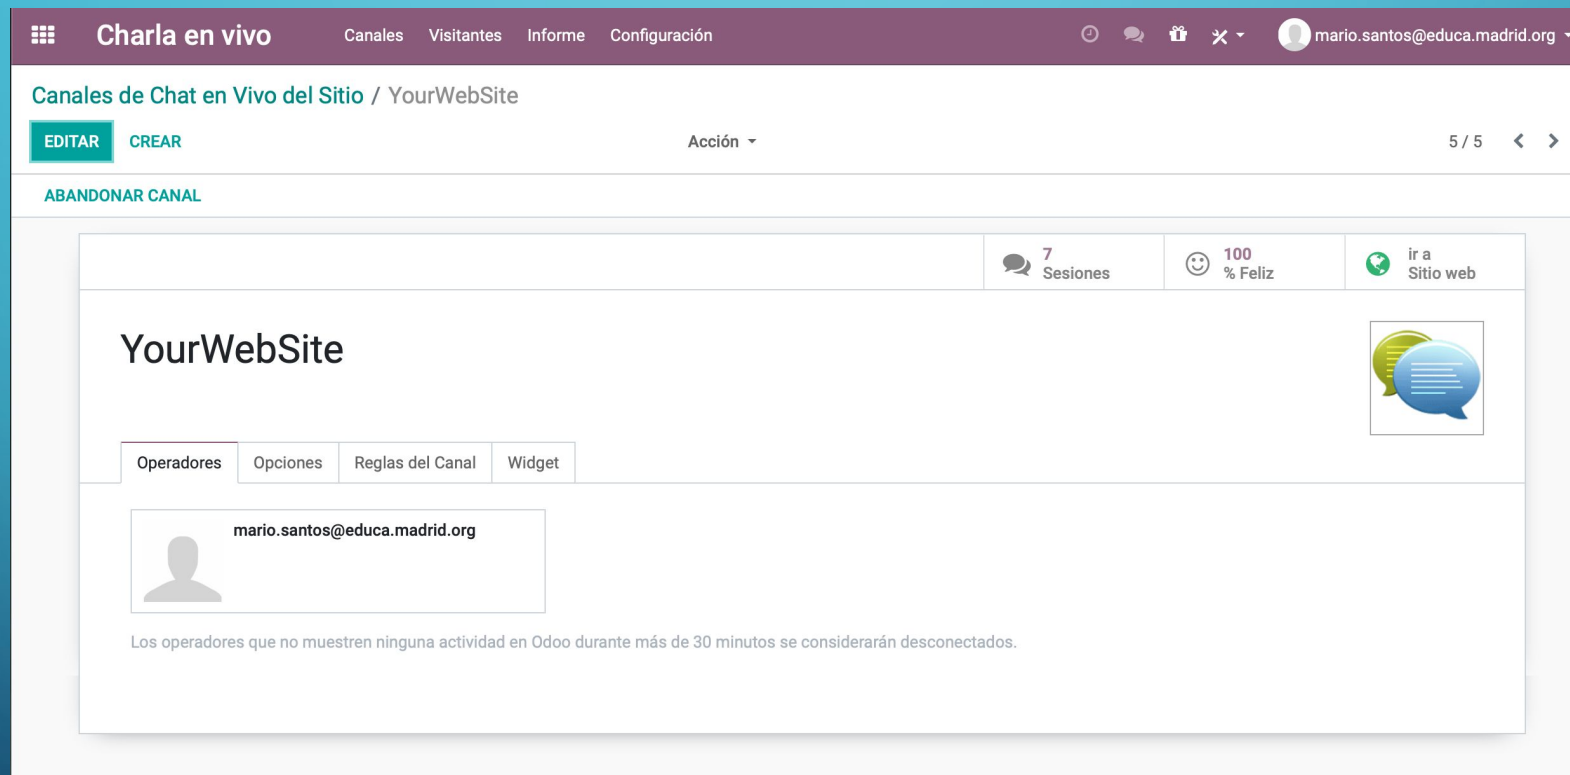 Charla en vivo Canales Visitantes Informe Configuración mario.santos@educa.madrid.org
Canales de Chat en Vivo del Sitio / YourWebSite
EDITAR CREAR Acción 5 / 5
ABANDONAR CANAL
7 Sesiones
100 % Feliz
ir a Sitio web
YourWebSite
Operadores Opciones Reglas del Canal Widget
mario.santos@educa.madrid.org
Los operadores que no muestren ninguna actividad en Odoo durante más de 30 minutos se considerarán desconectados.